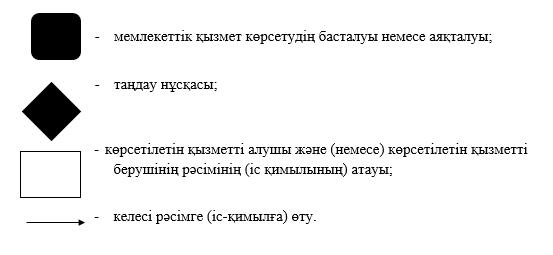 - мемлекеттік қызмет көрсетудің басталуы немесе аяқталуы;
- таңдау нұсқасы;
- көрсетілетін қызметті алушы және (немесе) көрсетілетін қызметті
берушінің рәсімінің (іс қимылының) атауы;
- келесі рәсімге (іс-қимылға) өту.